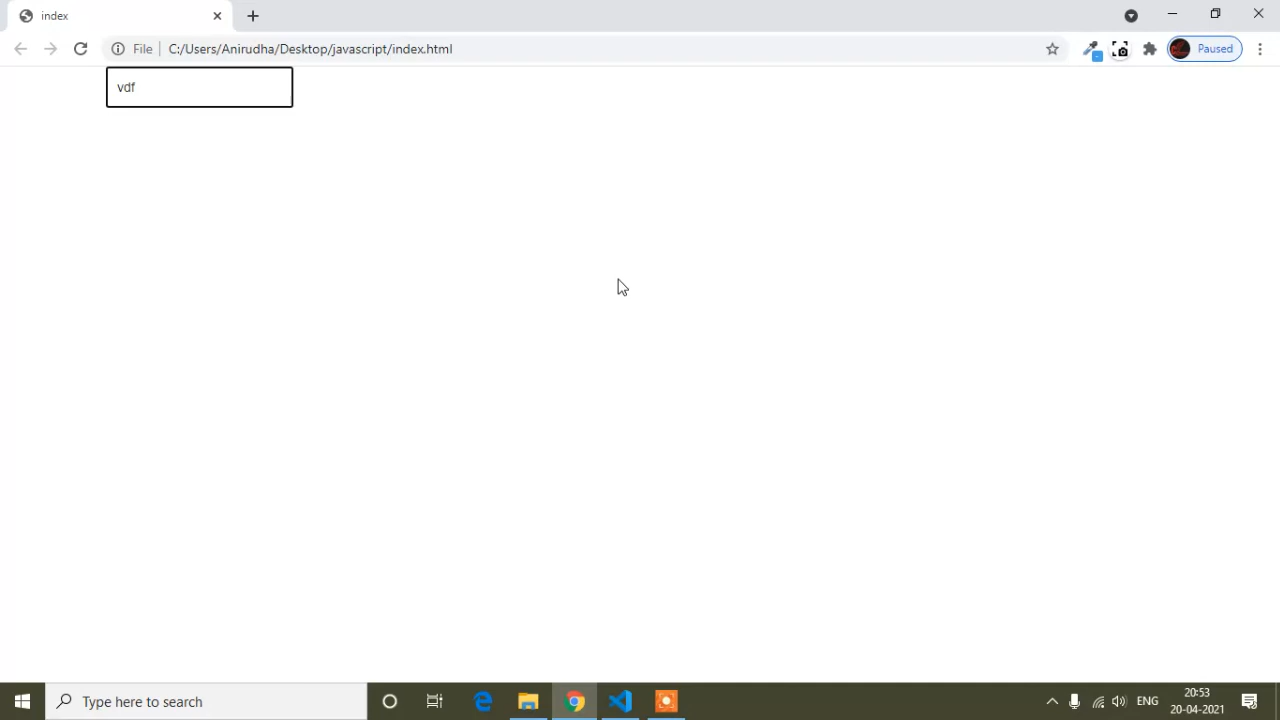 index
File
C:/Users/Anirudha/Desktop/javascript/index.html
Paused
vdf
Type here to search
ENG
20:53
20-04-2021